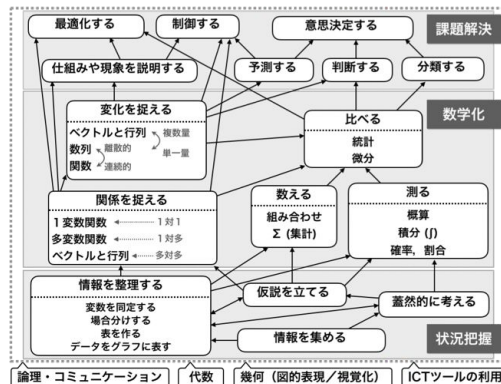 最適化する
制御する
意思決定する
課題解決
仕組みや現象を説明する
予測する
判断する
分類する
変化を捉える
ベクトルと行列
複数量
数列
離散的
単一量
関数
連続的
比べる
統計
微分
数学化
関係を捉える
1変数関数
1対1
多変数関数
1対多
ベクトルと行列
多対多
数える
組み合わせ
Σ (集計)
測る
概算
積分 (∫)
確率，割合
情報を整理する
変数を同定する
場合分けする
表を作る
データをグラフに表す
仮説を立てる
蓋然的に考える
情報を集める
状況把握
論理・コミュニケーション
代数
幾何（図的表現／視覚化）
ICTツールの利用